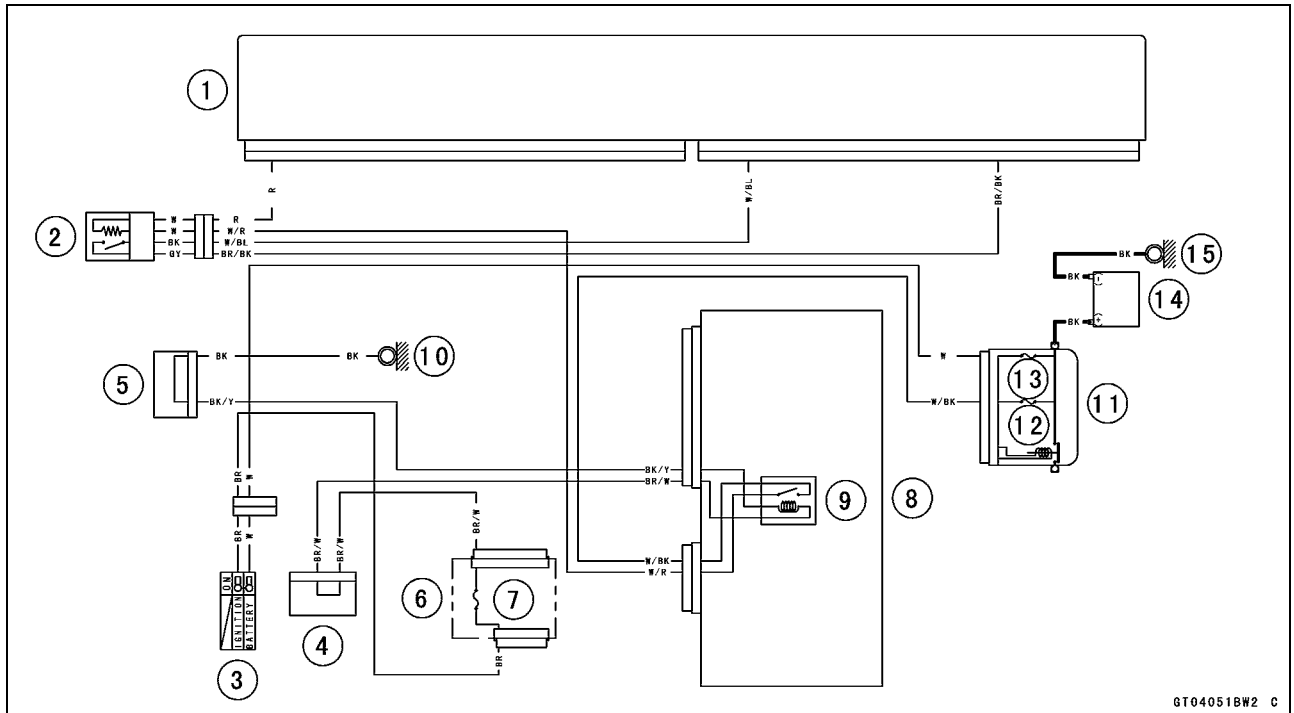 1
R
W/BL
BR/BK
2
W R
W W/R
BK W/BL
GY BR/BK
BK
15
-
14
BK
+
BK BK
10
W
13
5
11
BK/Y
W/BK
12
BR W
BK/Y
BR/W
9
8
BR/W
BR W
BR/W BR/W
W/BK
W/R
6
7
ON
IGNITION
BATTERY
4
BR
3
GT04051BW2 C